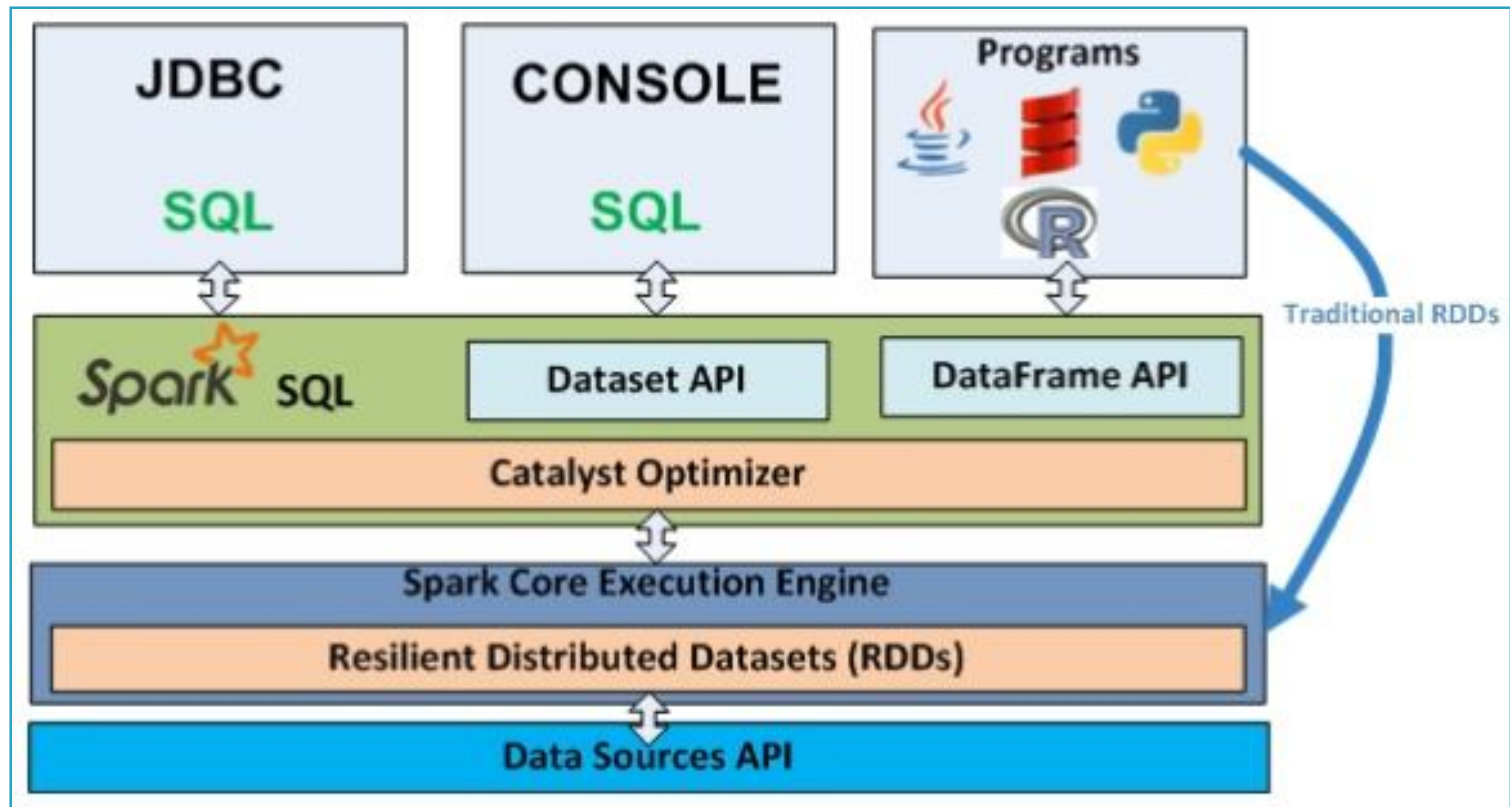 JDBC
SQL
CONSOLE
SQL
Programs
R
Traditional RDDs
Spark SQL
Dataset API
DataFrame API
Catalyst Optimizer
Spark Core Execution Engine
Resilient Distributed Datasets (RDDs)
Data Sources API